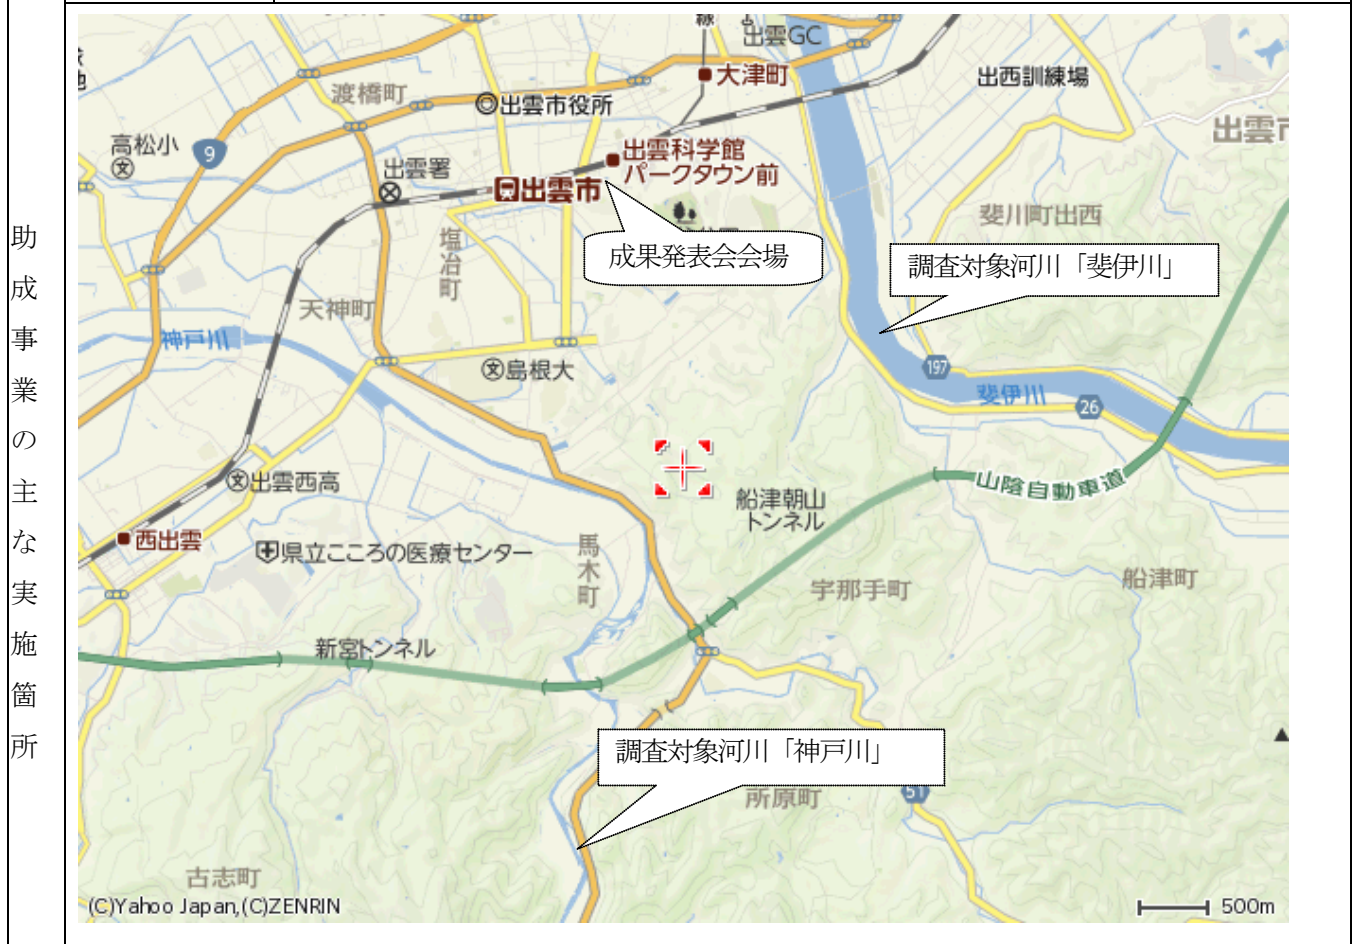 助成事業の主な実施箇所
線
出雲GC
大津町
出西訓練場
渡橋町
出雲市役所
高松小
文
9
出雲署
出雲科学館
パークタウン前
出雲市
出雲市
斐川町出西
塩冶町
成果発表会会場
調査対象河川「斐伊川」
天神町
神戸川
文
島根大
197
斐伊川
26
文
出雲西高
山陰自動車道
船津朝山
トンネル
西出雲
県立こころの医療センター
馬木町
宇那手町
船津町
新宮トンネル
調査対象河川「神戸川」
所原町
51
古志町
(C)Yahoo Japan,(C)ZENRIN
500m